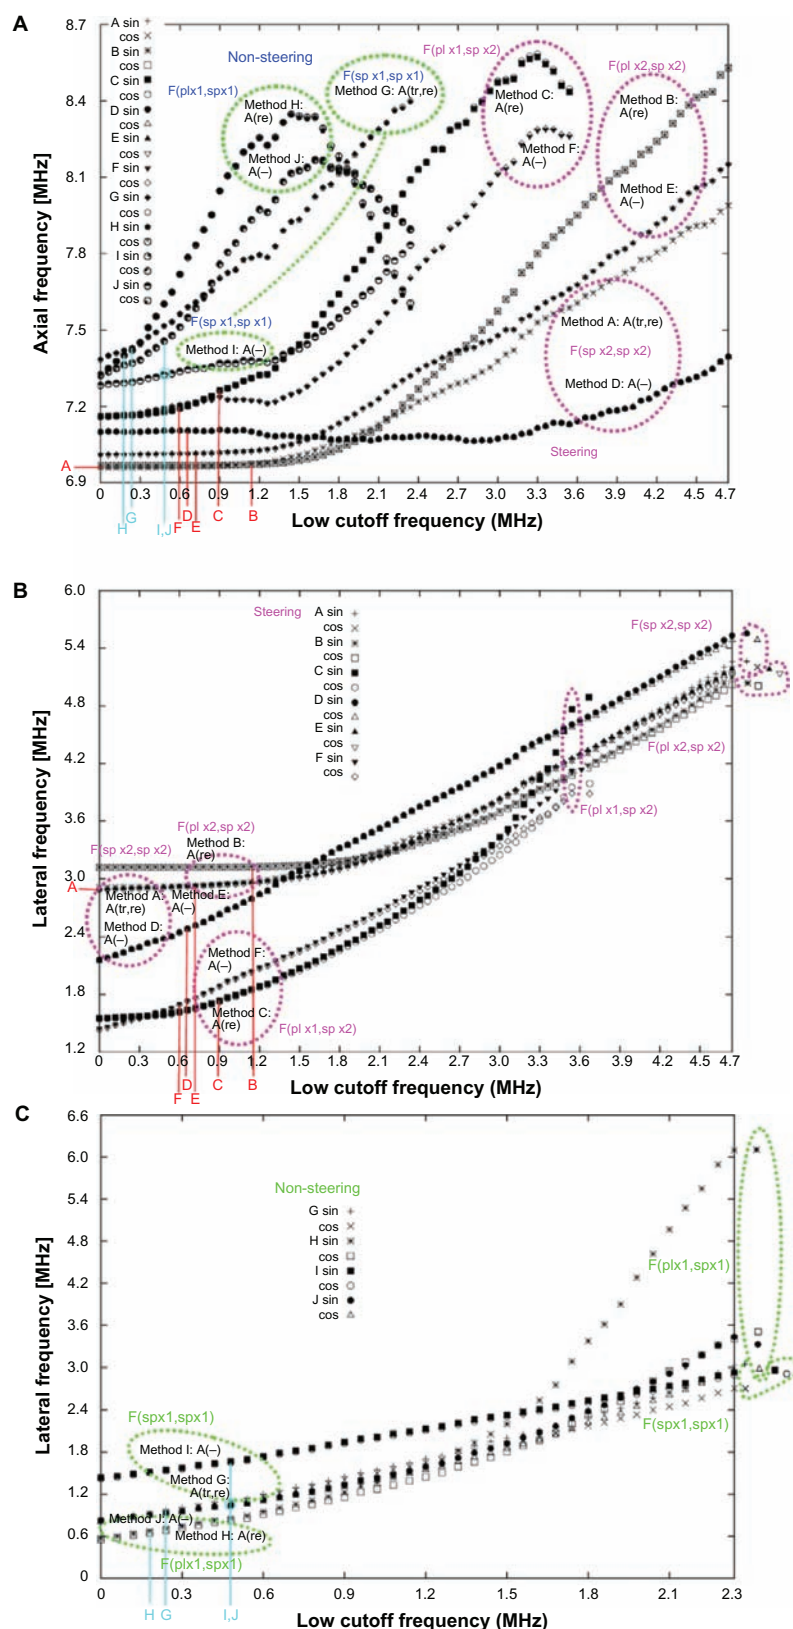 A
Axial frequency [MHz]
8.7
8.4
8.1
7.8
7.5
7.2
6.9
A sin
cos
B sin
cos
C sin
cos
D sin
cos
E sin
cos
F sin
cos
G sin
cos
H sin
cos
I sin
cos
J sin
cos
Non-steering
F(plx1,spx1)
Method H:
A(re)
Method J:
A(–)
F(sp x1,sp x1)
Method G: A(tr,re)
F(pl x1,sp x2)
Method C:
A(re)
Method F:
A(–)
F(pl x2,sp x2)
Method B:
A(re)
Method E:
A(–)
F(sp x1,sp x1)
Method I: A(–)
Method A: A(tr,re)
F(sp x2,sp x2)
Method D: A(–)
Steering
A
0 0.3 0.6 0.9 1.2 1.5 1.8 2.1 2.4 2.7 3.0 3.3 3.6 3.9 4.2 4.5 4.7
H G I,J F D E C B
Low cutoff frequency (MHz)
B
Lateral frequency [MHz]
6.0
5.4
4.8
4.2
3.6
3.0
2.4
1.8
1.2
Steering
A sin
cos
B sin
cos
C sin
cos
D sin
cos
E sin
cos
F sin
cos
F(sp x2,sp x2)
F(pl x2,sp x2)
F(pl x1,sp x2)
F(pl x2,sp x2)
F(sp x2,sp x2)
Method B:
A(re)
A
Method A:
A(tr,re)
Method E:
A(–)
Method D:
A(–)
Method F:
A(–)
Method C:
A(re)
F(pl x1,sp x2)
0 0.3 0.6 0.9 1.2 1.5 1.8 2.1 2.4 2.7 3.0 3.3 3.6 3.9 4.2 4.5 4.7
F D E C B
Low cutoff frequency (MHz)
C
Lateral frequency [MHz]
6.6
6.0
5.4
4.8
4.2
3.6
3.0
2.4
1.8
1.2
0.6
0
Non-steering
G sin
cos
H sin
cos
I sin
cos
J sin
cos
F(plx1,spx1)
F(spx1,spx1)
F(spx1,spx1)
Method I: A(–)
Method G:
A(tr,re)
Method J: A(–)
Method H: A(re)
F(plx1,spx1)
0 0.3 0.6 0.9 1.2 1.5 1.8 2.1 2.3
H G I,J
Low cutoff frequency (MHz)